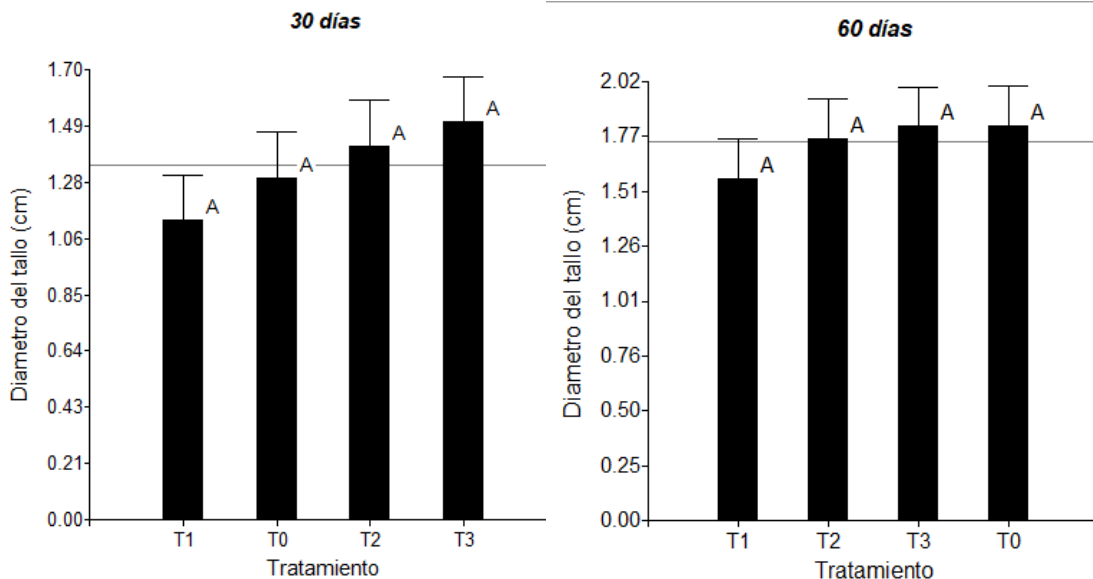 30 días
Diametro del tallo (cm)
1.70
1.49
1.28
1.06
0.85
0.64
0.43
0.21
0.00
A
A
A
A
T1 T0 T2 T3
Tratamiento
60 días
Diametro del tallo (cm)
2.02
1.77
1.51
1.26
1.01
0.76
0.50
0.25
0.00
A
A
A
A
T1 T2 T3 T0
Tratamiento